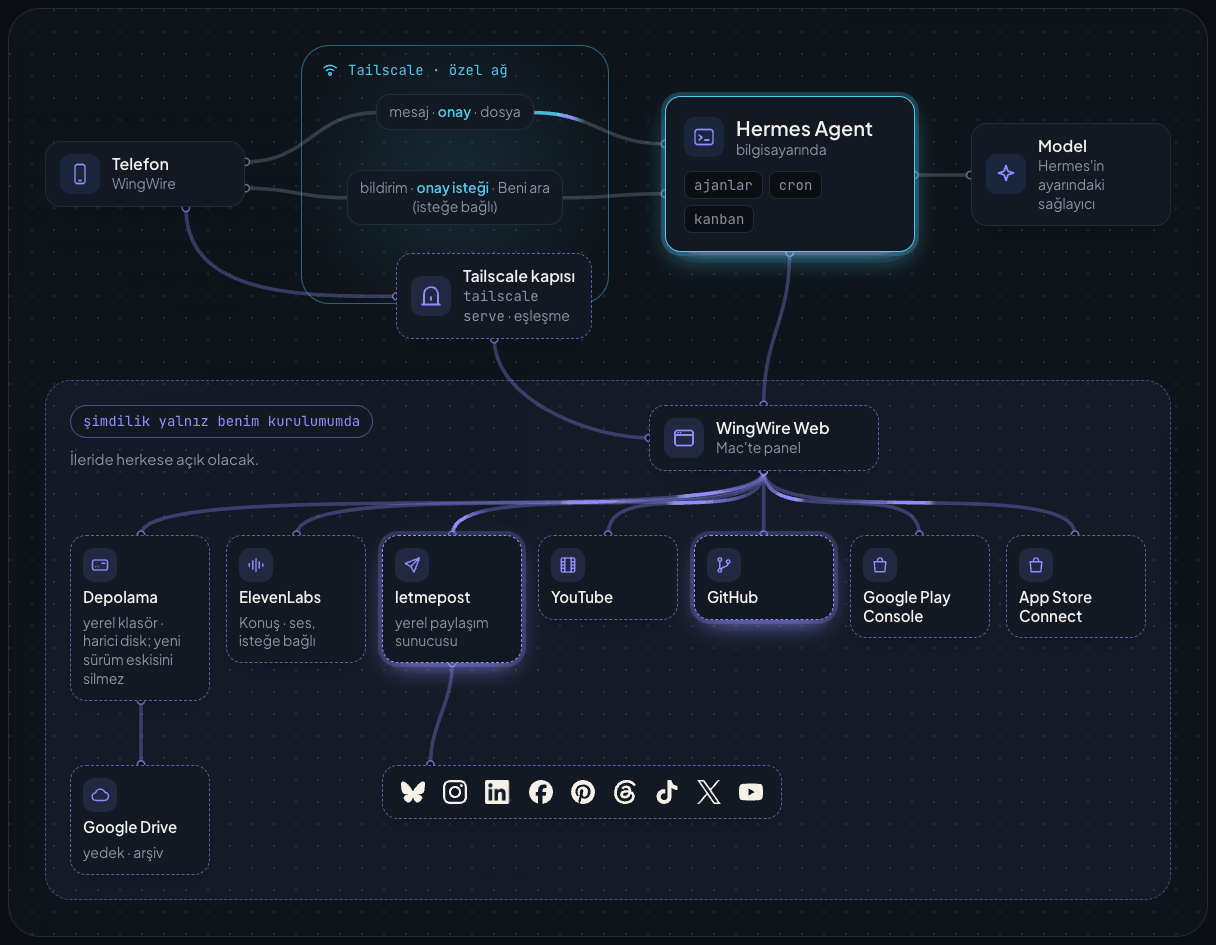 Tailscale · özel ağ
mesaj · onay · dosya
Telefon
WingWire
bildirim · onay isteği · Beni ara
(isteğe bağlı)
Hermes Agent
bilgisayarında
ajanlar
cron
kanban
Model
Hermes'in
ayarındaki
sağlayıcı
Tailscale kapısı
tailscale
serve · eşleşme
şimdilik yalnız benim kurulumumda
İleride herkese açık olacak.
WingWire Web
Mac'te panel
Depolama
yerel klasör ·
harici disk; yeni
sürüm eskisini
silmez
ElevenLabs
Konuş · ses,
isteğe bağlı
letmepost
yerel paylaşım
sunucusu
YouTube
GitHub
Google Play
Console
App Store
Connect
Google Drive
yedek · arşiv